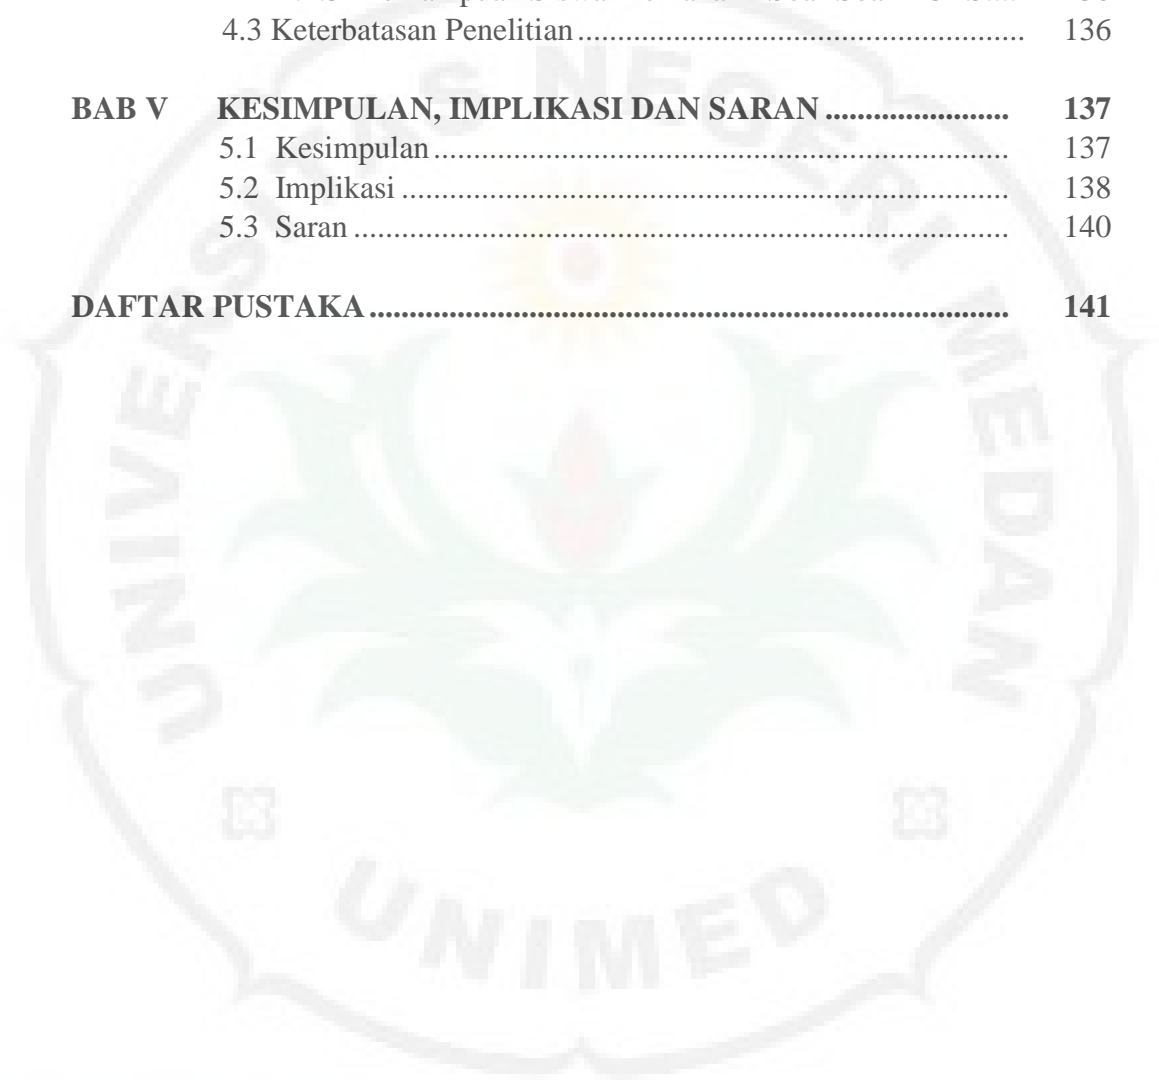 4.3 Keterbatasan Penelitian ........................................................ 136
BAB V KESIMPULAN, IMPLIKASI DAN SARAN ....................... 137
5.1 Kesimpulan ......................................................................... 137
5.2 Implikasi ............................................................................ 138
5.3 Saran .................................................................................. 140
DAFTAR PUSTAKA ................................................................................ 141
UNIVERSITAS NEGERI MEDAN
UNIMED